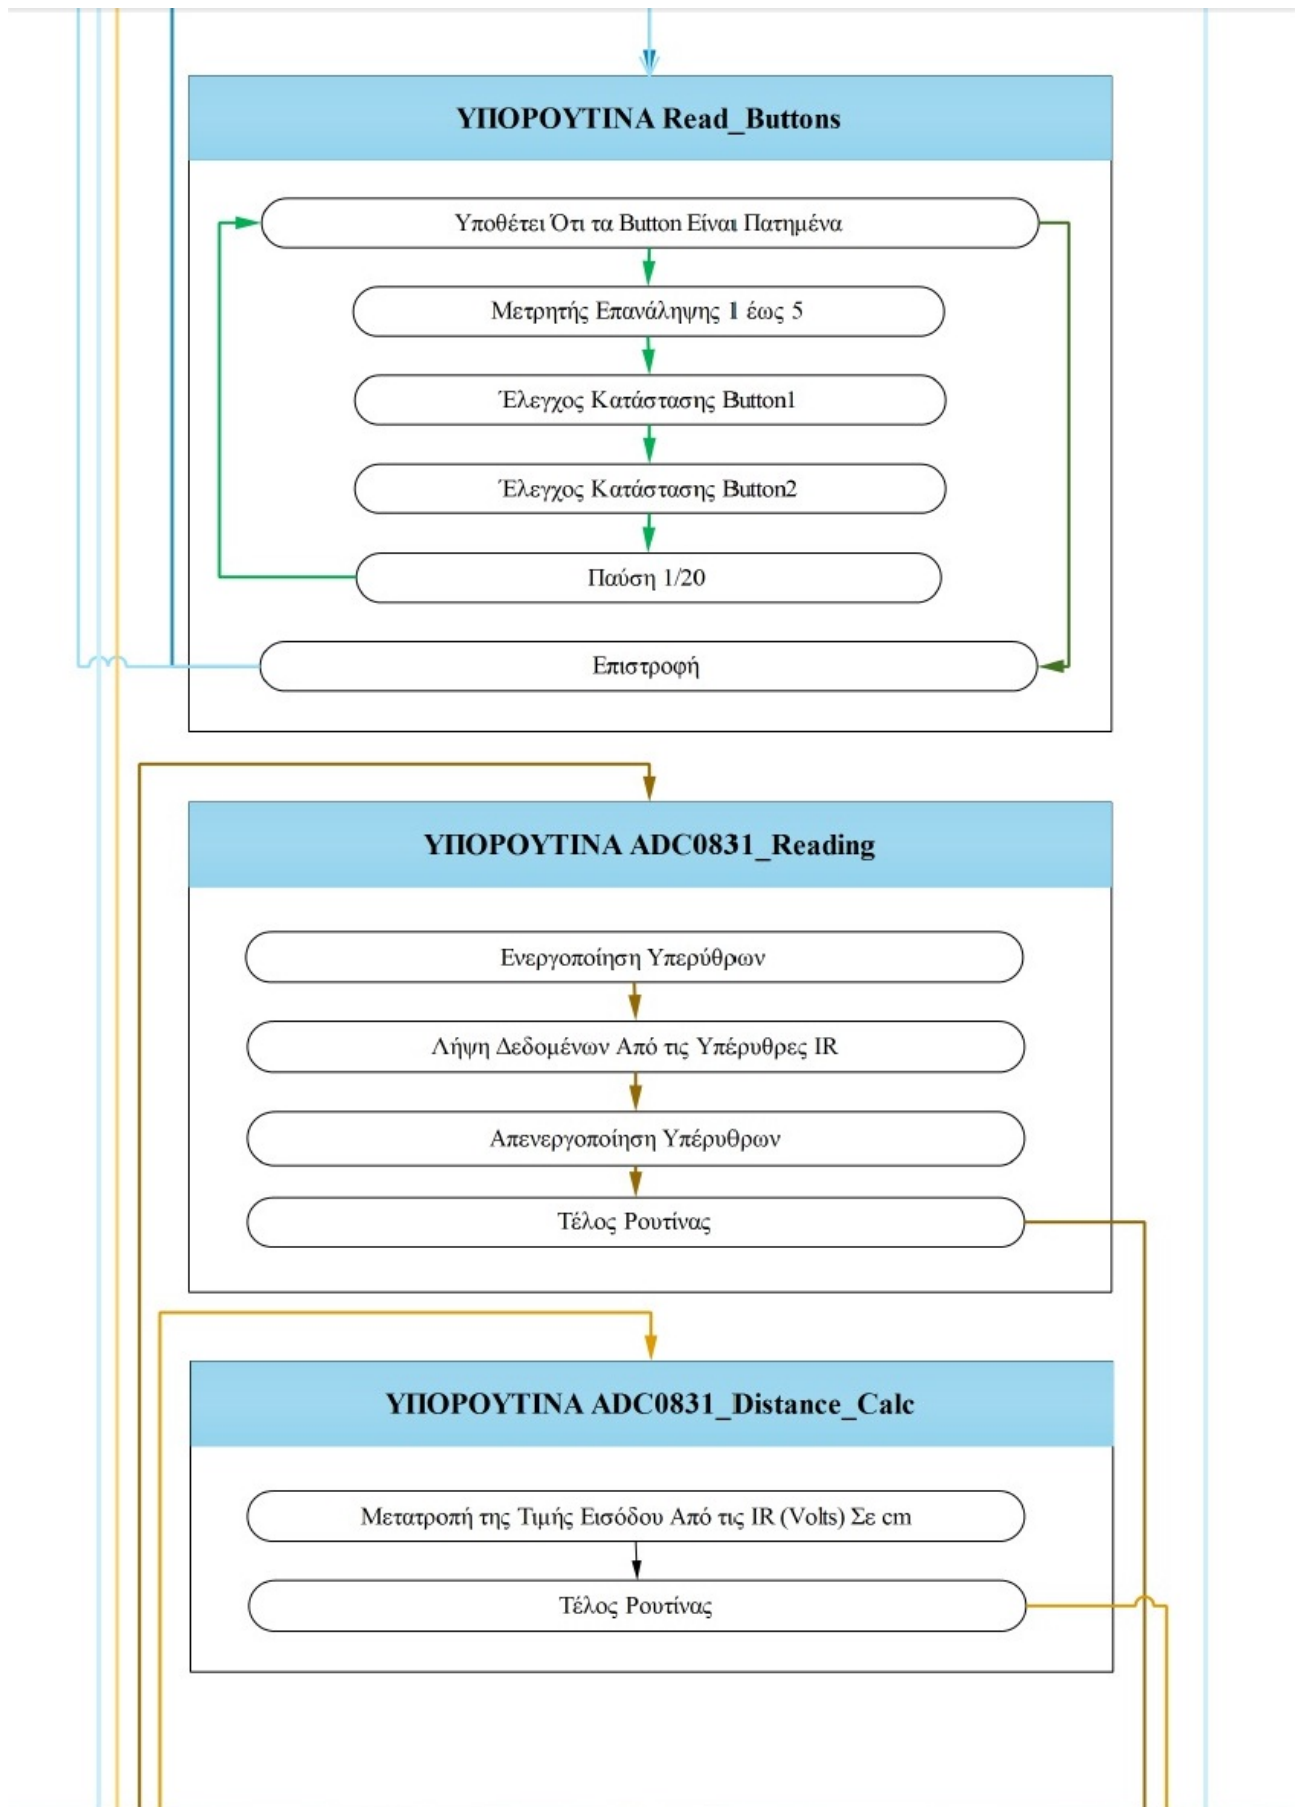 ΥΠΟΡΟΥΤΙΝΑ Read_Buttons
Υποθέτει Ότι τα Button Είναι Πατημένα
Μετρητής Επανάληψης 1 έως 5
Έλεγχος Κατάστασης Button1
Έλεγχος Κατάστασης Button2
Παύση 1/20
Επιστροφή
ΥΠΟΡΟΥΤΙΝΑ ADC0831_Reading
Ενεργοποίηση Υπερύθρων
Λήψη Δεδομένων Από τις Υπέρυθρες IR
Απενεργοποίηση Υπέρυθρων
Τέλος Ρουτίνας
ΥΠΟΡΟΥΤΙΝΑ ADC0831_Distance_Calc
Μετατροπή της Τιμής Εισόδου Από τις IR (Volts) Σε cm
Τέλος Ρουτίνας